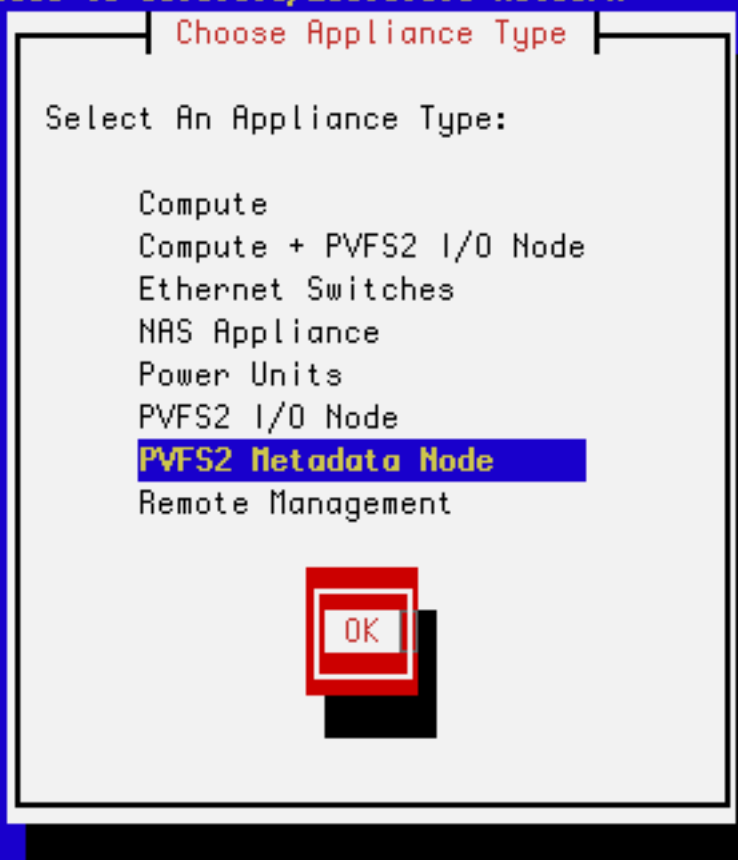 Choose Appliance Type
Select An Appliance Type:
Compute
Compute + PVFS2 I/O Node
Ethernet Switches
NAS Appliance
Power Units
PVFS2 I/O Node
PVFS2 Metadata Node
Remote Management
OK